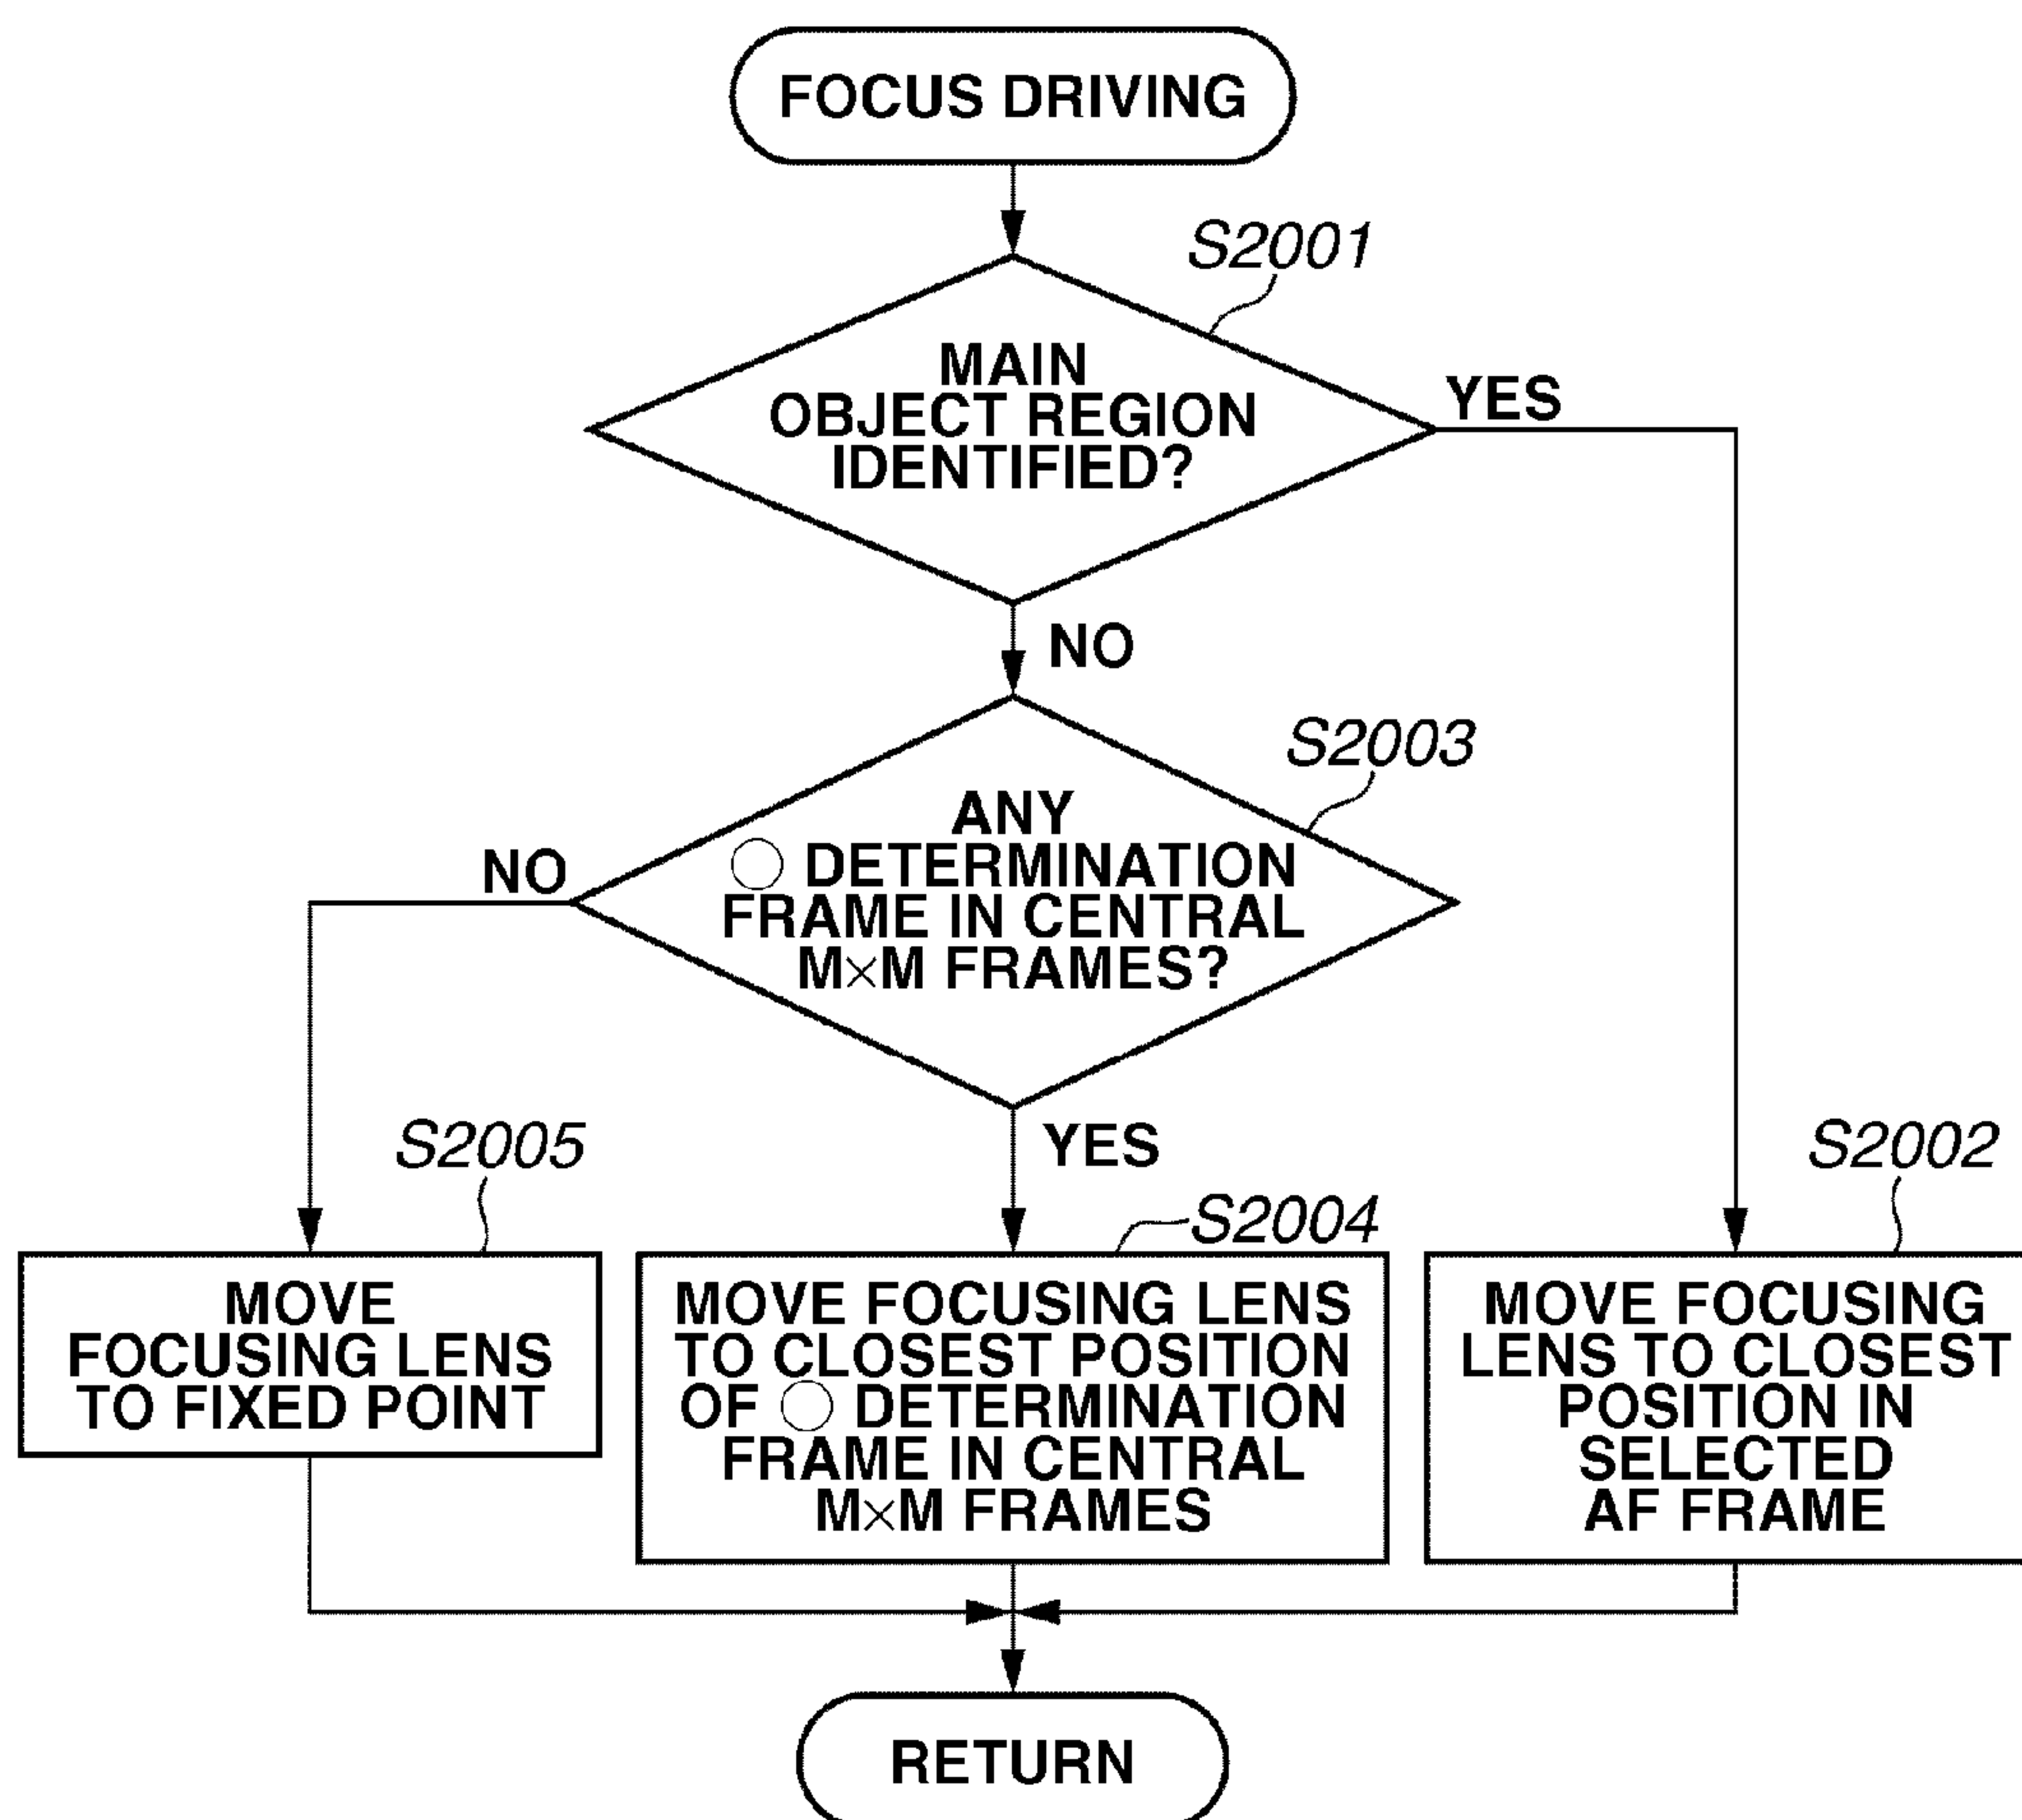 FOCUS DRIVING
S2001
MAIN
OBJECT REGION
IDENTIFIED?
YES
NO
S2003
ANY
○ DETERMINATION
FRAME IN CENTRAL
M×M FRAMES?
NO
YES
S2005
MOVE
FOCUSING LENS
TO FIXED POINT
S2004
MOVE FOCUSING LENS
TO CLOSEST POSITION
OF ○ DETERMINATION
FRAME IN CENTRAL
M×M FRAMES
S2002
MOVE FOCUSING
LENS TO CLOSEST
POSITION IN
SELECTED
AF FRAME
RETURN